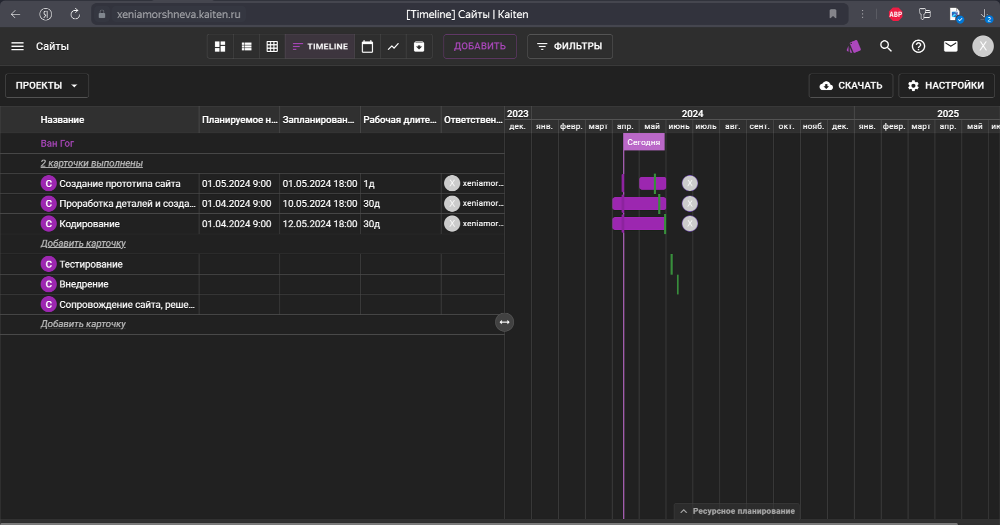 Я xeniamorshneva.kaiten.ru [Timeline] Сайты | Kaiten ABP 2
Сайты TIMELINE ДОБАВИТЬ ФИЛЬТРЫ X
ПРОЕКТЫ СКАЧАТЬ НАСТРОЙКИ
2023 2024 2025
Название Планируемое н... Запланирован... Рабочая длите... Ответствен...
дек. янв. февр. март апр. май июнь июль авг. сент. окт. нояб. дек. янв. февр. март апр. май ию
Ван Гог Сегодня
2 карточки выполнены
С Создание прототипа сайта 01.05.2024 9:00 01.05.2024 18:00 1д X xeniamor... X
С Проработка деталей и созда... 01.04.2024 9:00 10.05.2024 18:00 30д X xeniamor... X
С Кодирование 01.04.2024 9:00 12.05.2024 18:00 30д X xeniamor... X
Добавить карточку
С Тестирование
С Внедрение
С Сопровождение сайта, реше...
Добавить карточку
Ресурсное планирование